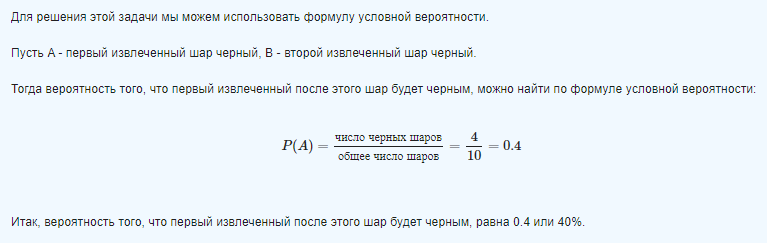 Для решения этой задачи мы можем использовать формулу условной вероятности.
Пусть A - первый извлеченный шар черный, B - второй извлеченный шар черный.
Тогда вероятность того, что первый извлеченный после этого шар будет черным, можно найти по формуле условной вероятности:
P(A) = число черных шаров / общее число шаров = 4/10 = 0.4
Итак, вероятность того, что первый извлеченный после этого шар будет черным, равна 0.4 или 40%.